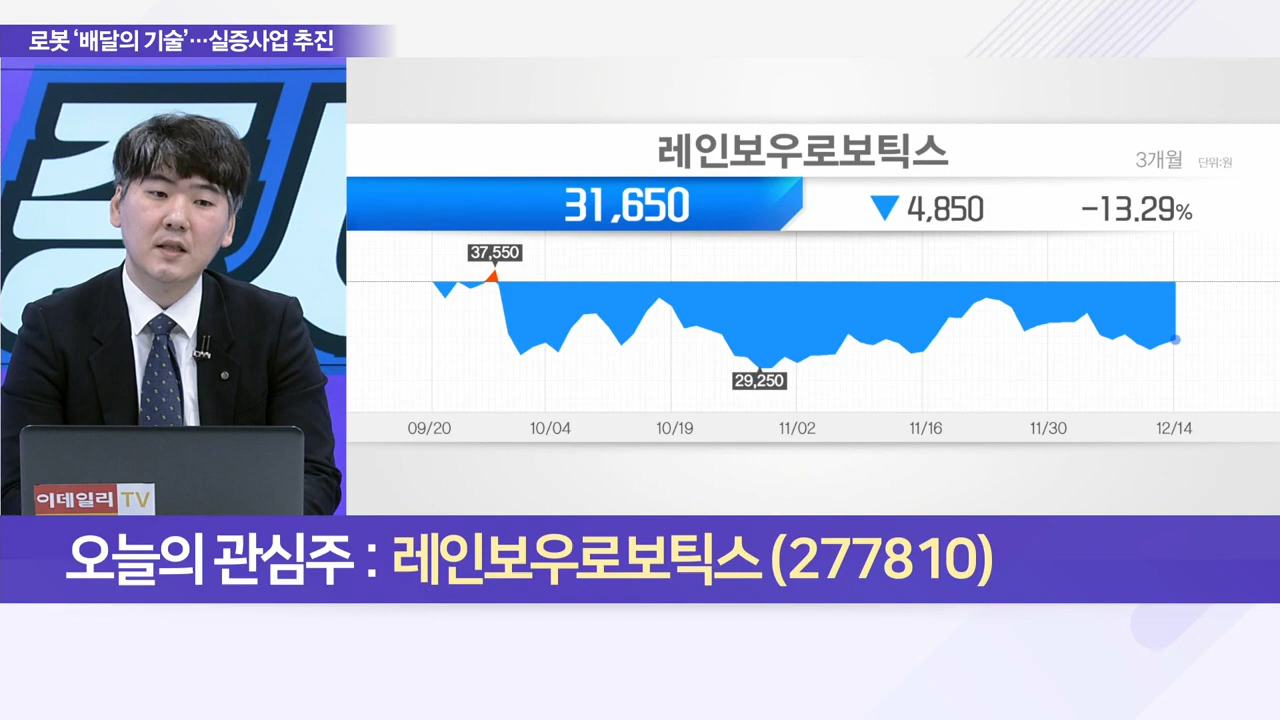 로봇 ‘배달의 기술’…실증사업 추진
레인보우로보틱스
3개월 단위:원
31,650 ▼ 4,850 -13.29%
37,550
29,250
09/20 10/04 10/19 11/02 11/16 11/30 12/14
이데일리 TV
오늘의 관심주 : 레인보우로보틱스 (277810)